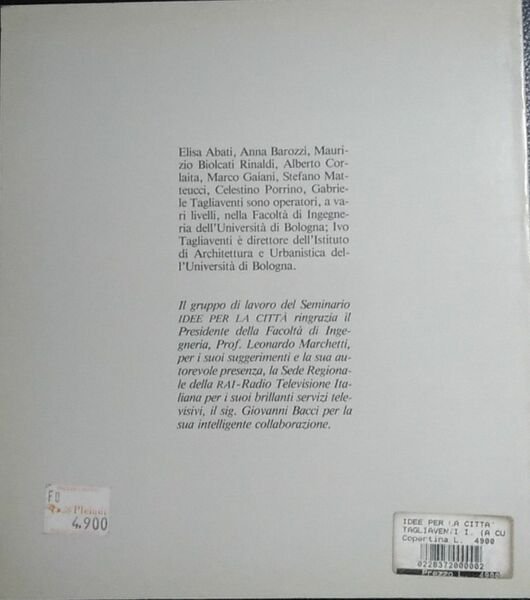 Elisa Abati, Anna Barozzi, Mauri-
zio Biolcati Rinaldi, Alberto Cor-
laita, Marco Gaiani, Stefano Mat-
teucci, Celestino Porrino, Gabrie-
le Tagliaventi sono operatori, a va-
ri livelli, nella Facoltà di Ingegne-
ria dell'Università di Bologna; Ivo
Tagliaventi è direttore dell'Istituto
di Architettura e Urbanistica del-
l'Università di Bologna.
Il gruppo di lavoro del Seminario
IDEE PER LA CITTÀ ringrazia il
Presidente della Facoltà di Inge-
gneria, Prof. Leonardo Marchetti,
per i suoi suggerimenti e la sua au-
torevole presenza, la Sede Regiona-
le della RAI-Radio Televisione Ita-
liana per i suoi brillanti servizi tele-
visivi, il sig. Giovanni Bacci per la
sua intelligente collaborazione.
FO
Pleiadi
4.900
IDEE PER LA CITTA'
TAGLIAVENTI I. (A CU
Copertina L. 4900
0228372000002
Prezzo L. 4900